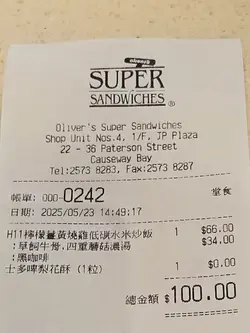 Oliver's
SUPER
SANDWICHES ®
Oliver's Super Sandwiches
Shop Unit Nos.4, 1/F, JP Plaza
22 - 36 Paterson Street
Causeway Bay
Tel:2573 8283, Fax:2573 8287
帳單: 000-0242 堂食
日期: 2025/05/23 14:49:17
H11檸檬薑黃燒雞低碳水米炒飯 1 $66.00
:草飼牛骨,四重蘑菇濃湯 $34.00
:黑咖啡
士多啤梨花酥 (1粒) 1 $0.00
總金額 $100.00